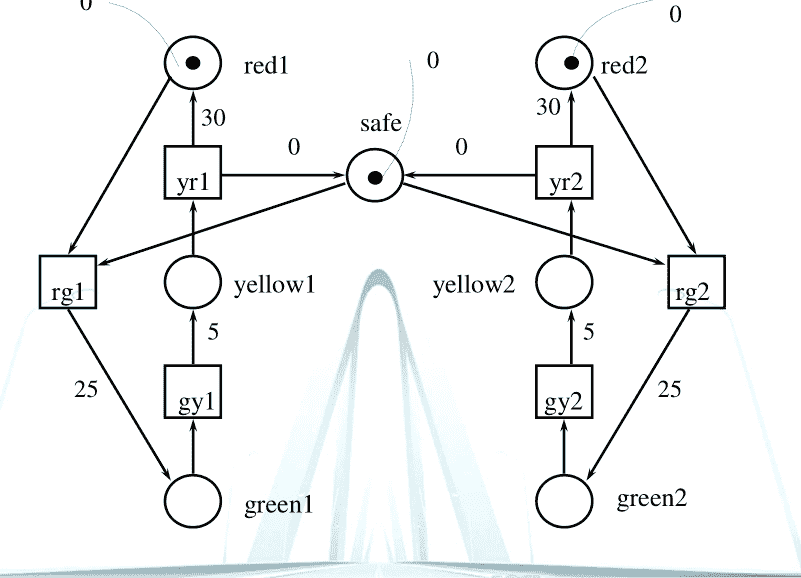 0
0
red1
0
red2
30
30
safe
0
0
yr1
yr2
rg1
yellow1
yellow2
rg2
5
5
25
gy1
gy2
25
green1
green2